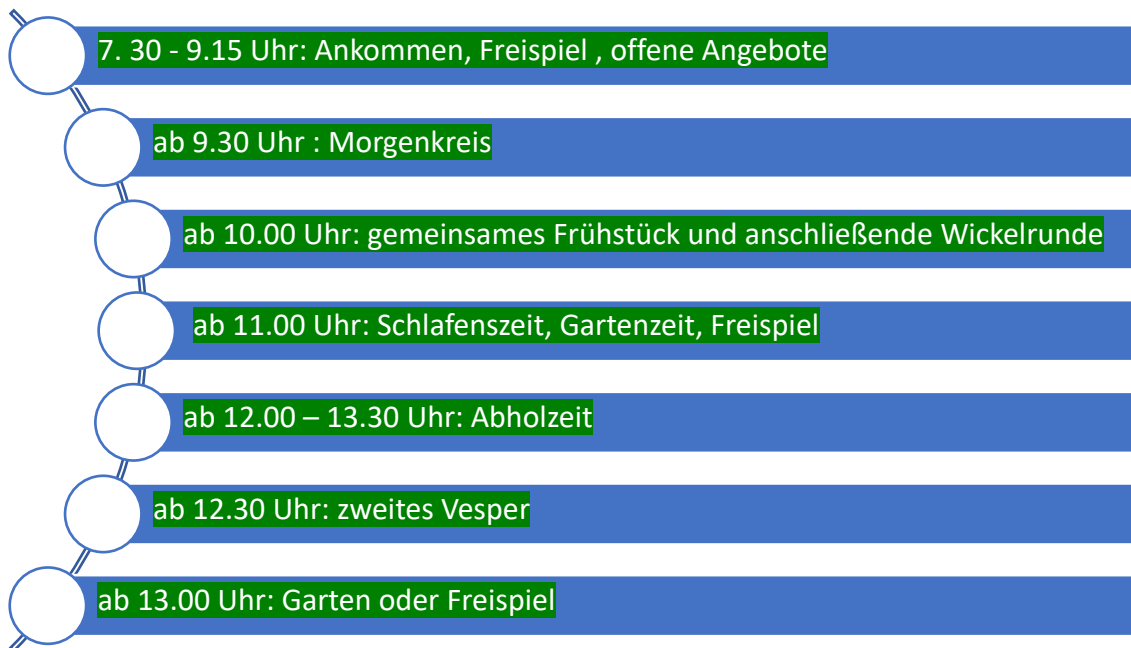 7. 30 - 9.15 Uhr: Ankommen, Freispiel , offene Angebote
ab 9.30 Uhr : Morgenkreis
ab 10.00 Uhr: gemeinsames Frühstück und anschließende Wickelrunde
ab 11.00 Uhr: Schlafenszeit, Gartenzeit, Freispiel
ab 12.00 – 13.30 Uhr: Abholzeit
ab 12.30 Uhr: zweites Vesper
ab 13.00 Uhr: Garten oder Freispiel